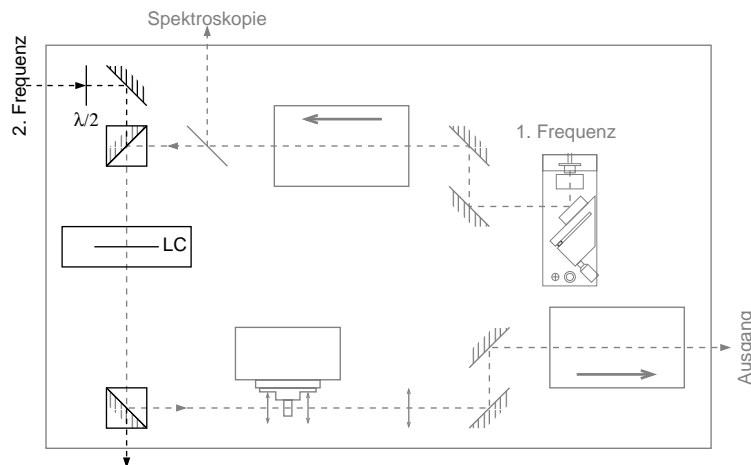 Spektroskopie
2. Frequenz
λ/2
1. Frequenz
LC
Ausgang